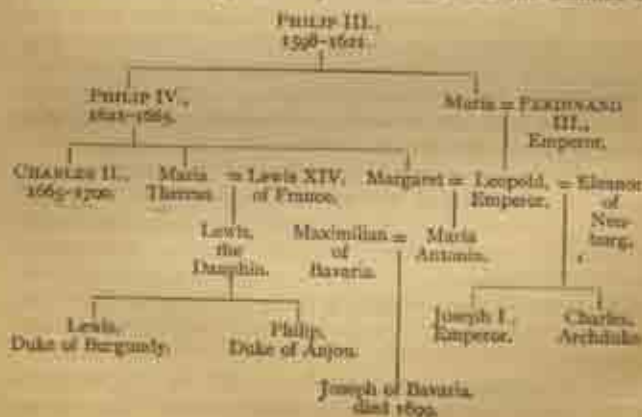 PHILIP III.,
1598–1621.
PHILIP IV.,
1621–1665.
Maria = FERDINAND
III.,
Emperor.
CHARLES II.,
1665–1700.
Maria
Theresa.
= Lewis XIV.
of France.
Margaret = Leopold,
Emperor.
= Eleanor
of
Neu-
burg.
Lewis,
the
Dauphin.
Maximilian =
of
Bavaria.
Maria
Antonia.
Lewis,
Duke of Burgundy.
Philip,
Duke of Anjou.
Joseph I.,
Emperor.
Charles,
Archduke.
Joseph of Bavaria,
died 1699.